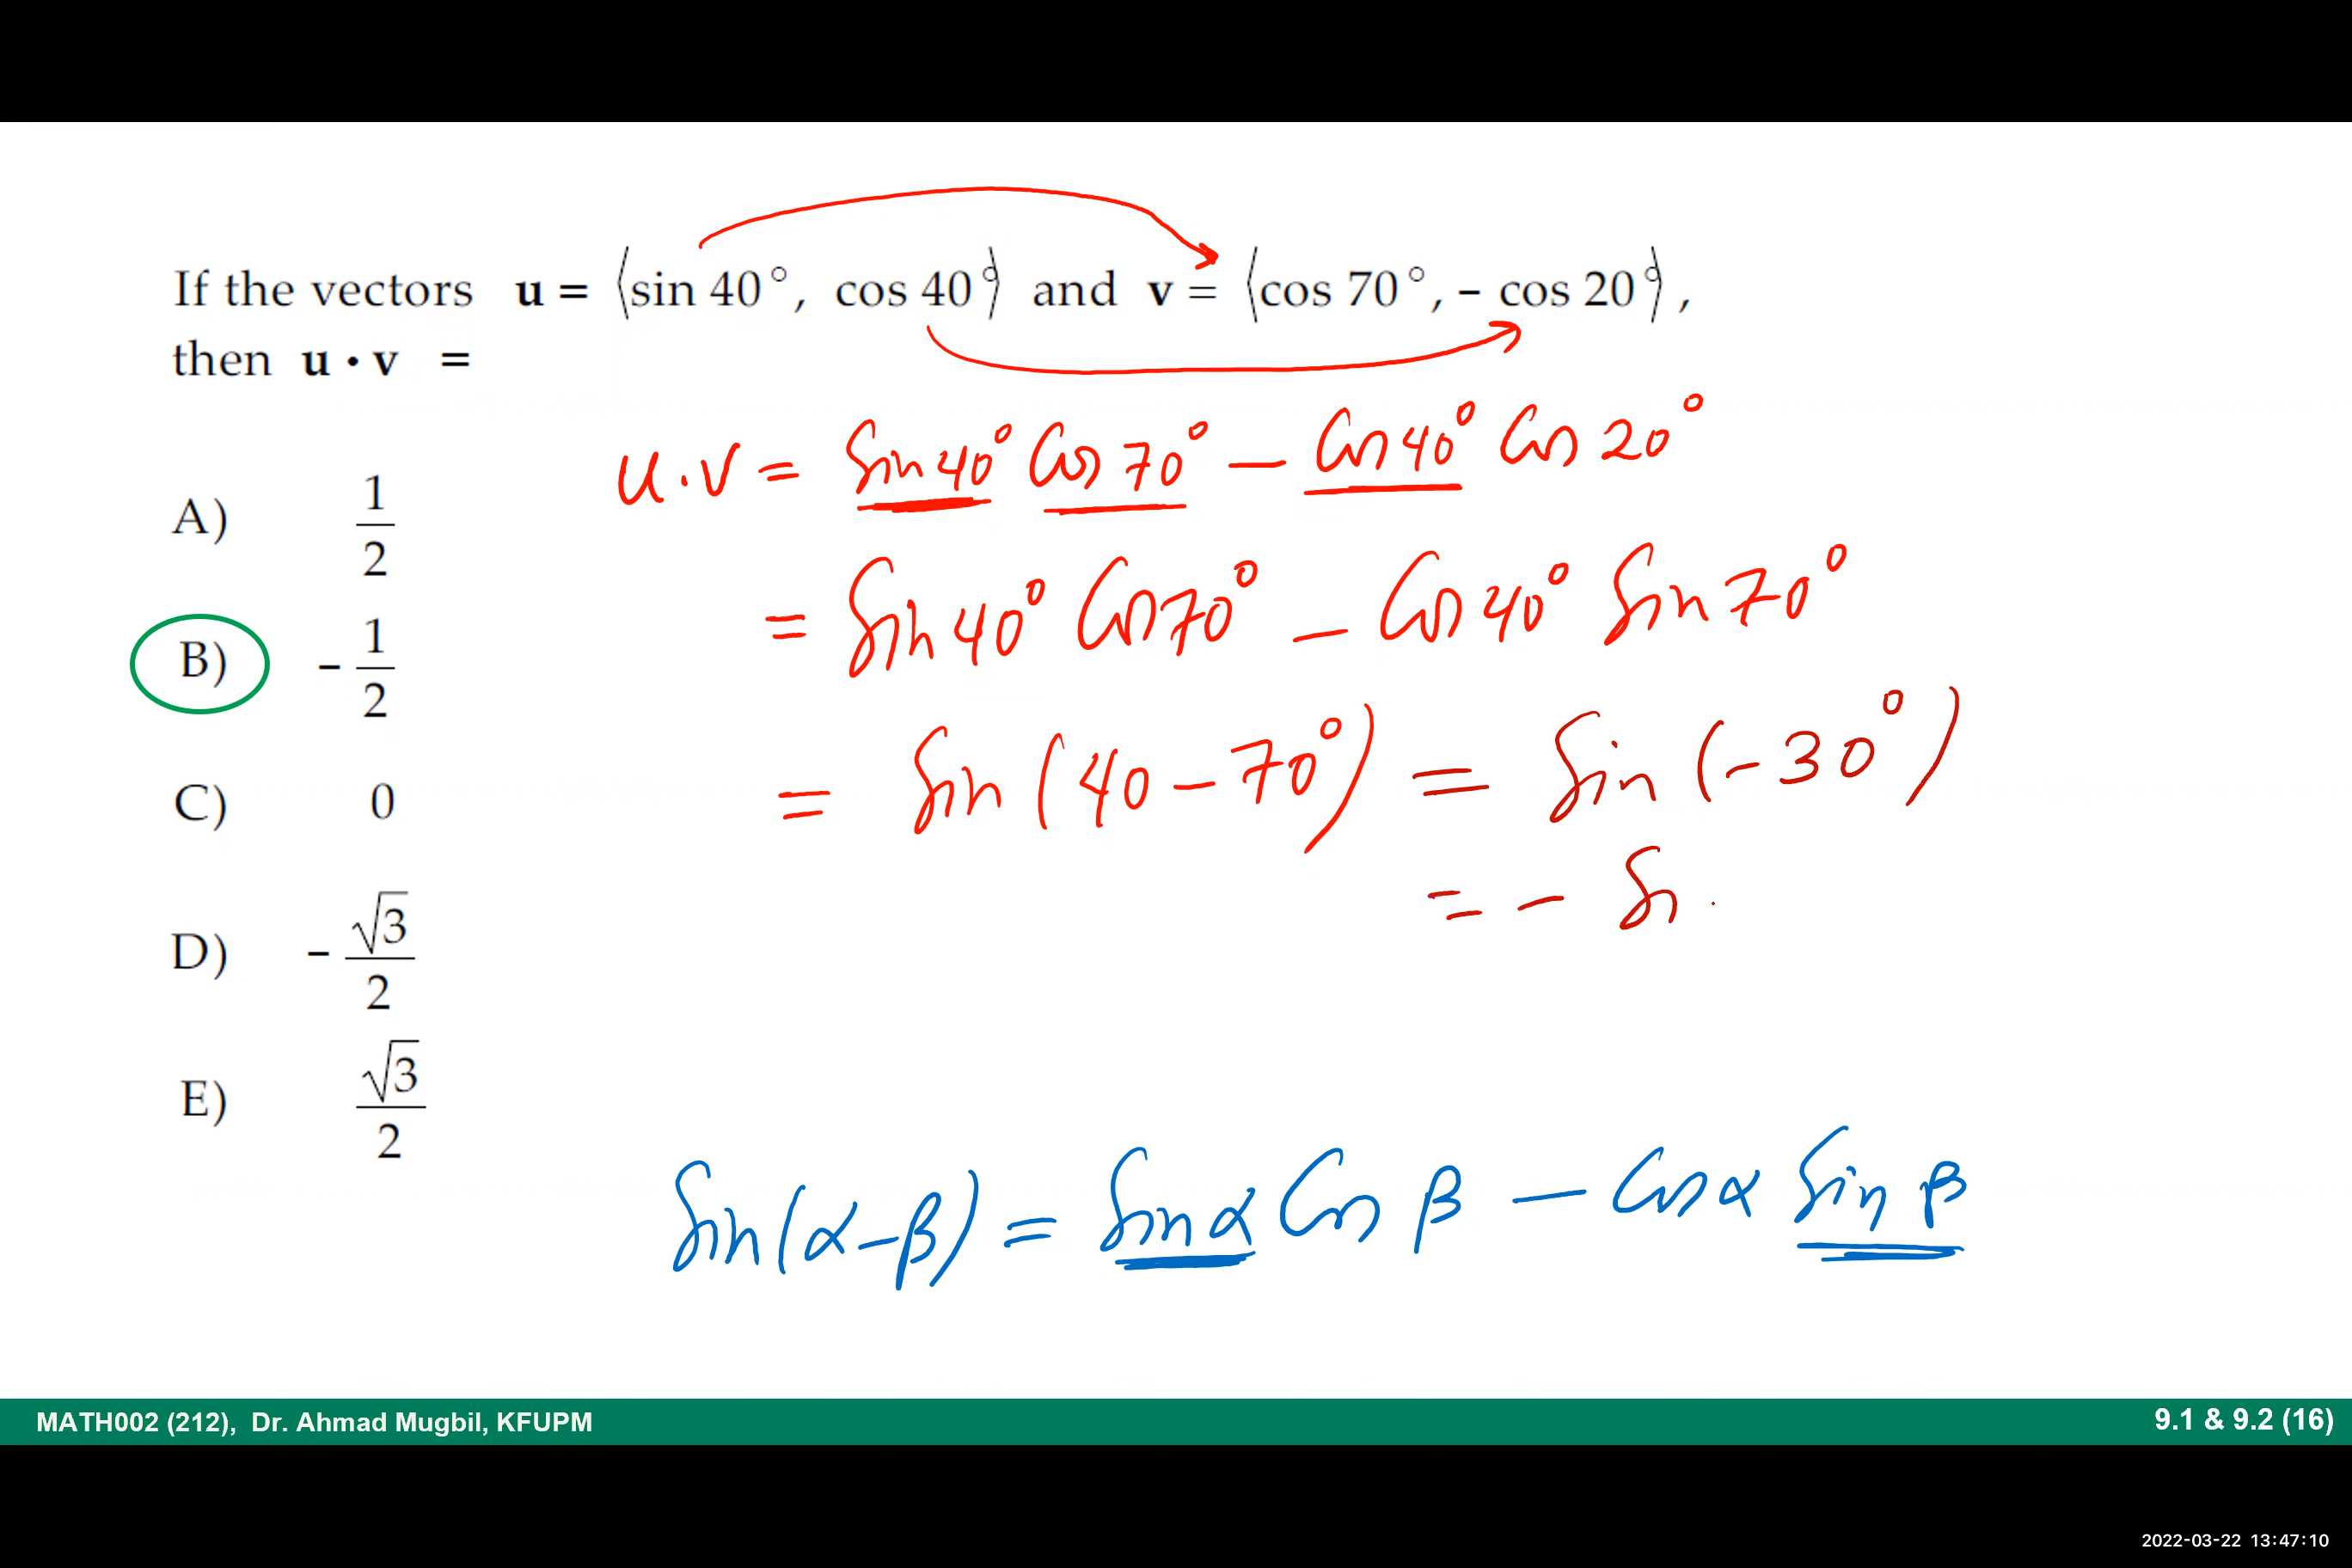 If the vectors u = ⟨sin 40°, cos 40°⟩ and v = ⟨cos 70°, - cos 20°⟩,
then u • v =
u.v = Sin 40° Cos 70° - Cos 40° Cos 20°
= Sin 40° Cos 70° - Cos 40° Sin 70°
= Sin (40 - 70°) = Sin (-30°)
= - Si
A) 1/2
B) - 1/2
C) 0
D) - √3/2
E) √3/2
Sin(α-β) = Sin α Cos β - Cos α Sin β
MATH002 (212), Dr. Ahmad Mugbil, KFUPM
9.1 & 9.2 (16)
2022-03-22 13:47:10